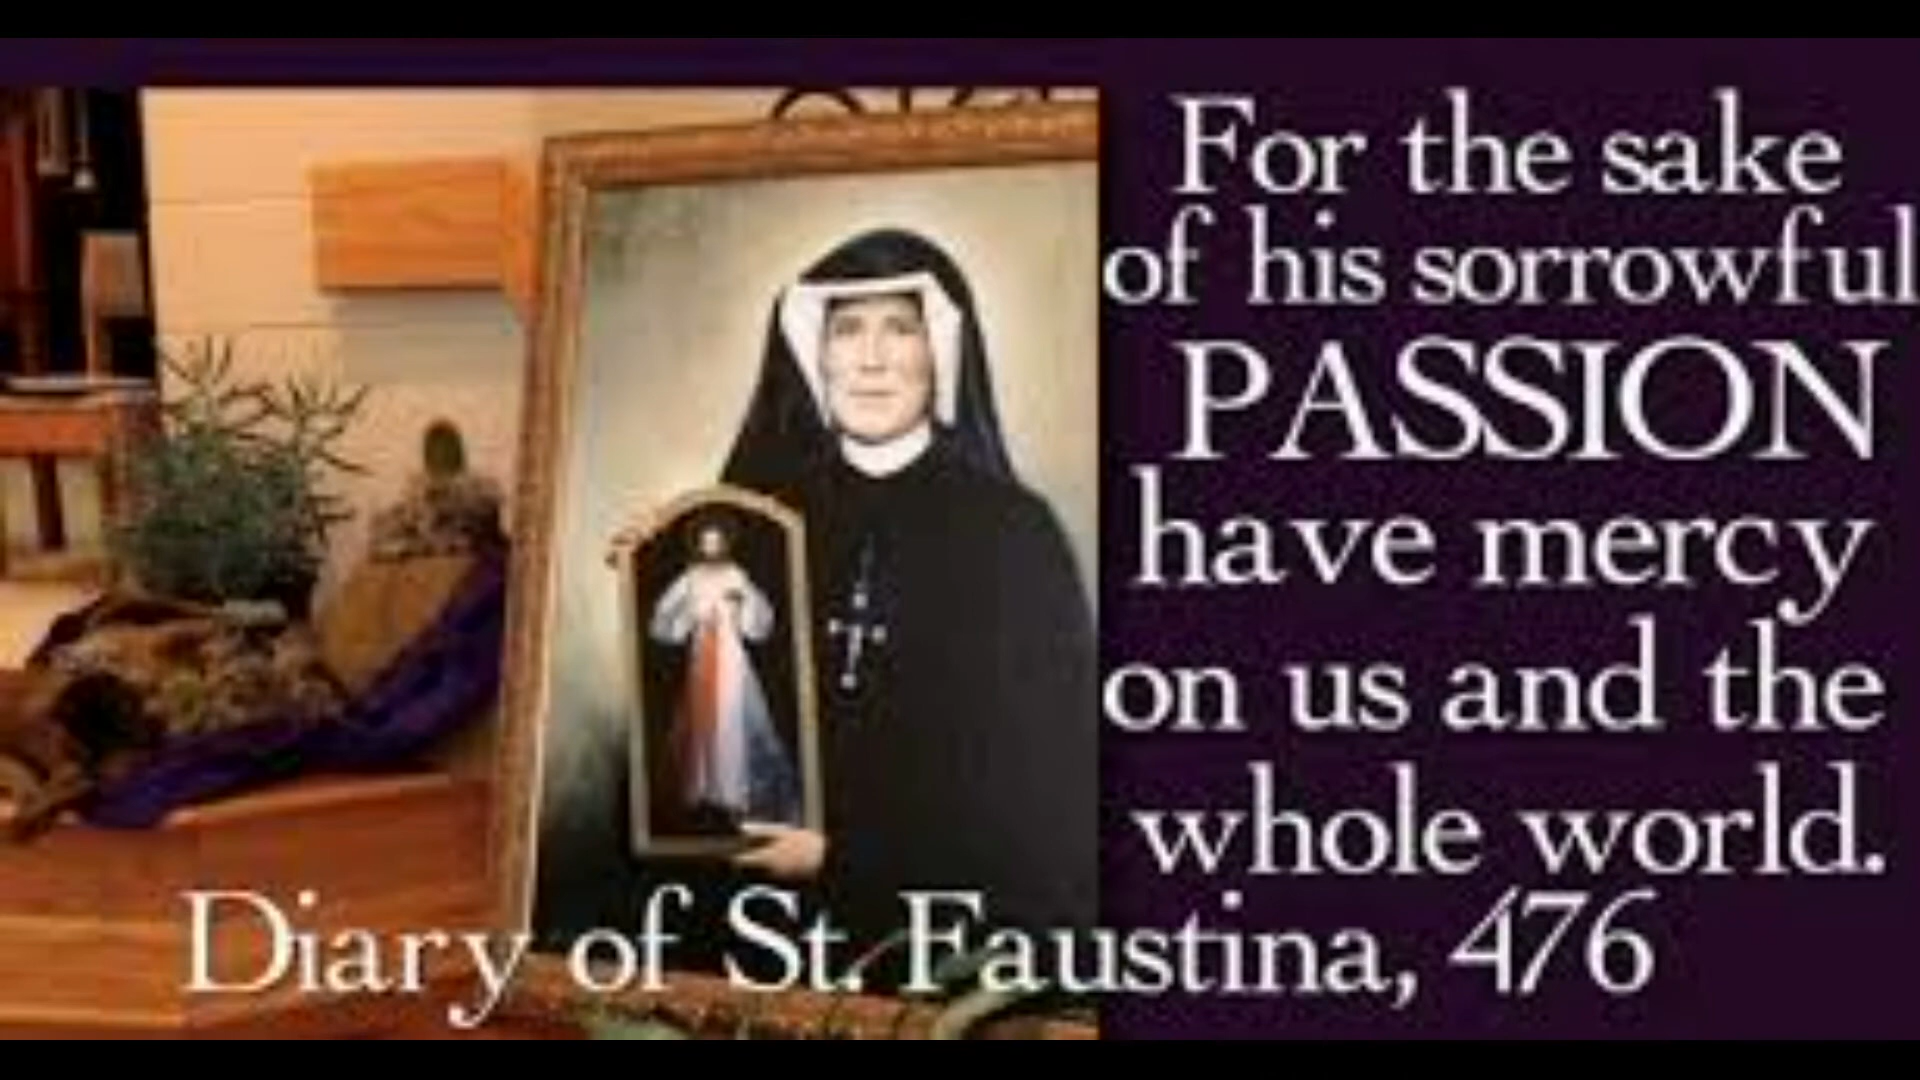 For the sake
of his sorrowful
PASSION
have mercy
on us and the
whole world.
Diary of St. Faustina, 476